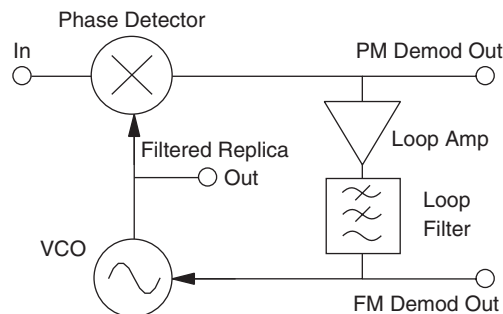 Phase Detector
In
PM Demod Out
Loop Amp
Filtered Replica
Out
Loop
Filter
VCO
FM Demod Out